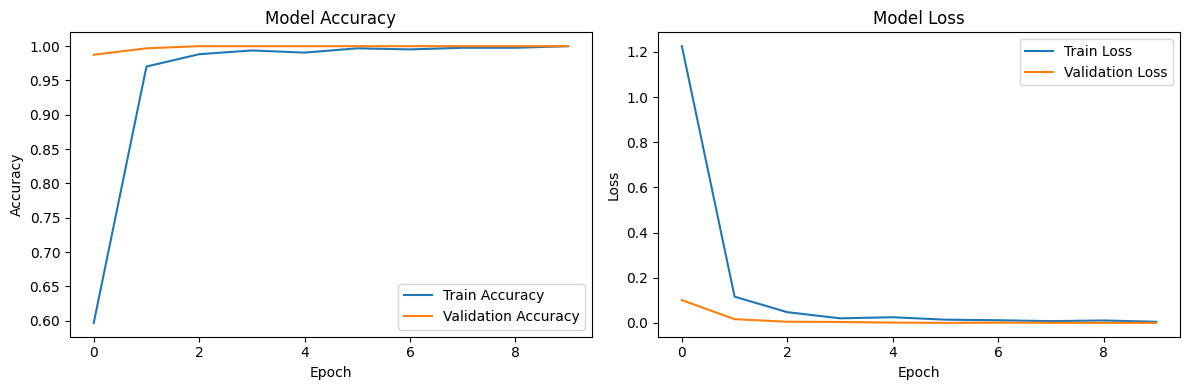 Model Accuracy
1.00
0.95
0.90
0.85
0.80
0.75
0.70
0.65
0.60
Accuracy
Train Accuracy
Validation Accuracy
0 2 4 6 8
Epoch
Model Loss
1.2
1.0
0.8
0.6
0.4
0.2
0.0
Loss
Train Loss
Validation Loss
0 2 4 6 8
Epoch